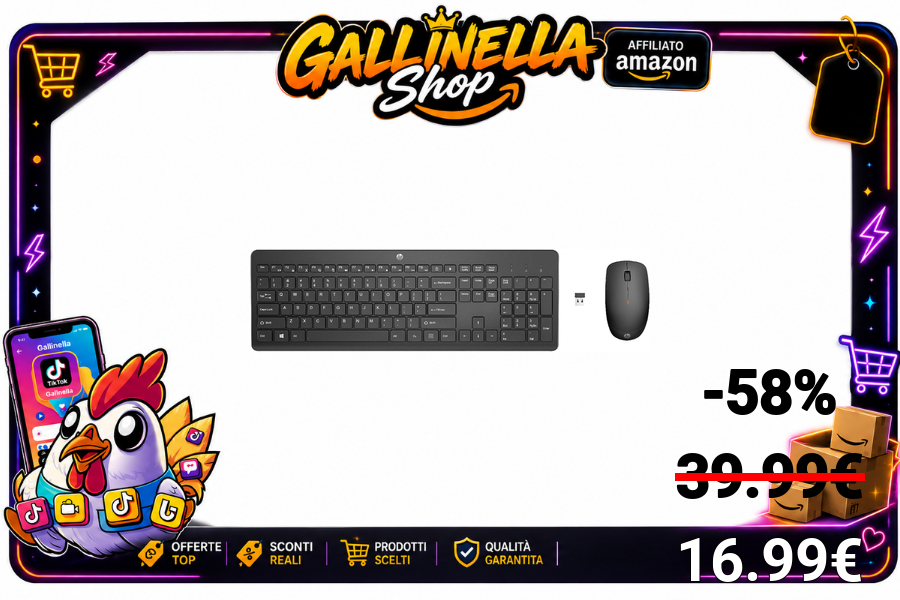 GALLINELLA
Shop
AFFILIATO
amazon
Gallinella
TikTok
Gallinella
-58%
39.99€
16.99€
OFFERTE
TOP
SCONTI
REALI
PRODOTTI
SCELTI
QUALITÀ
GARANTITA